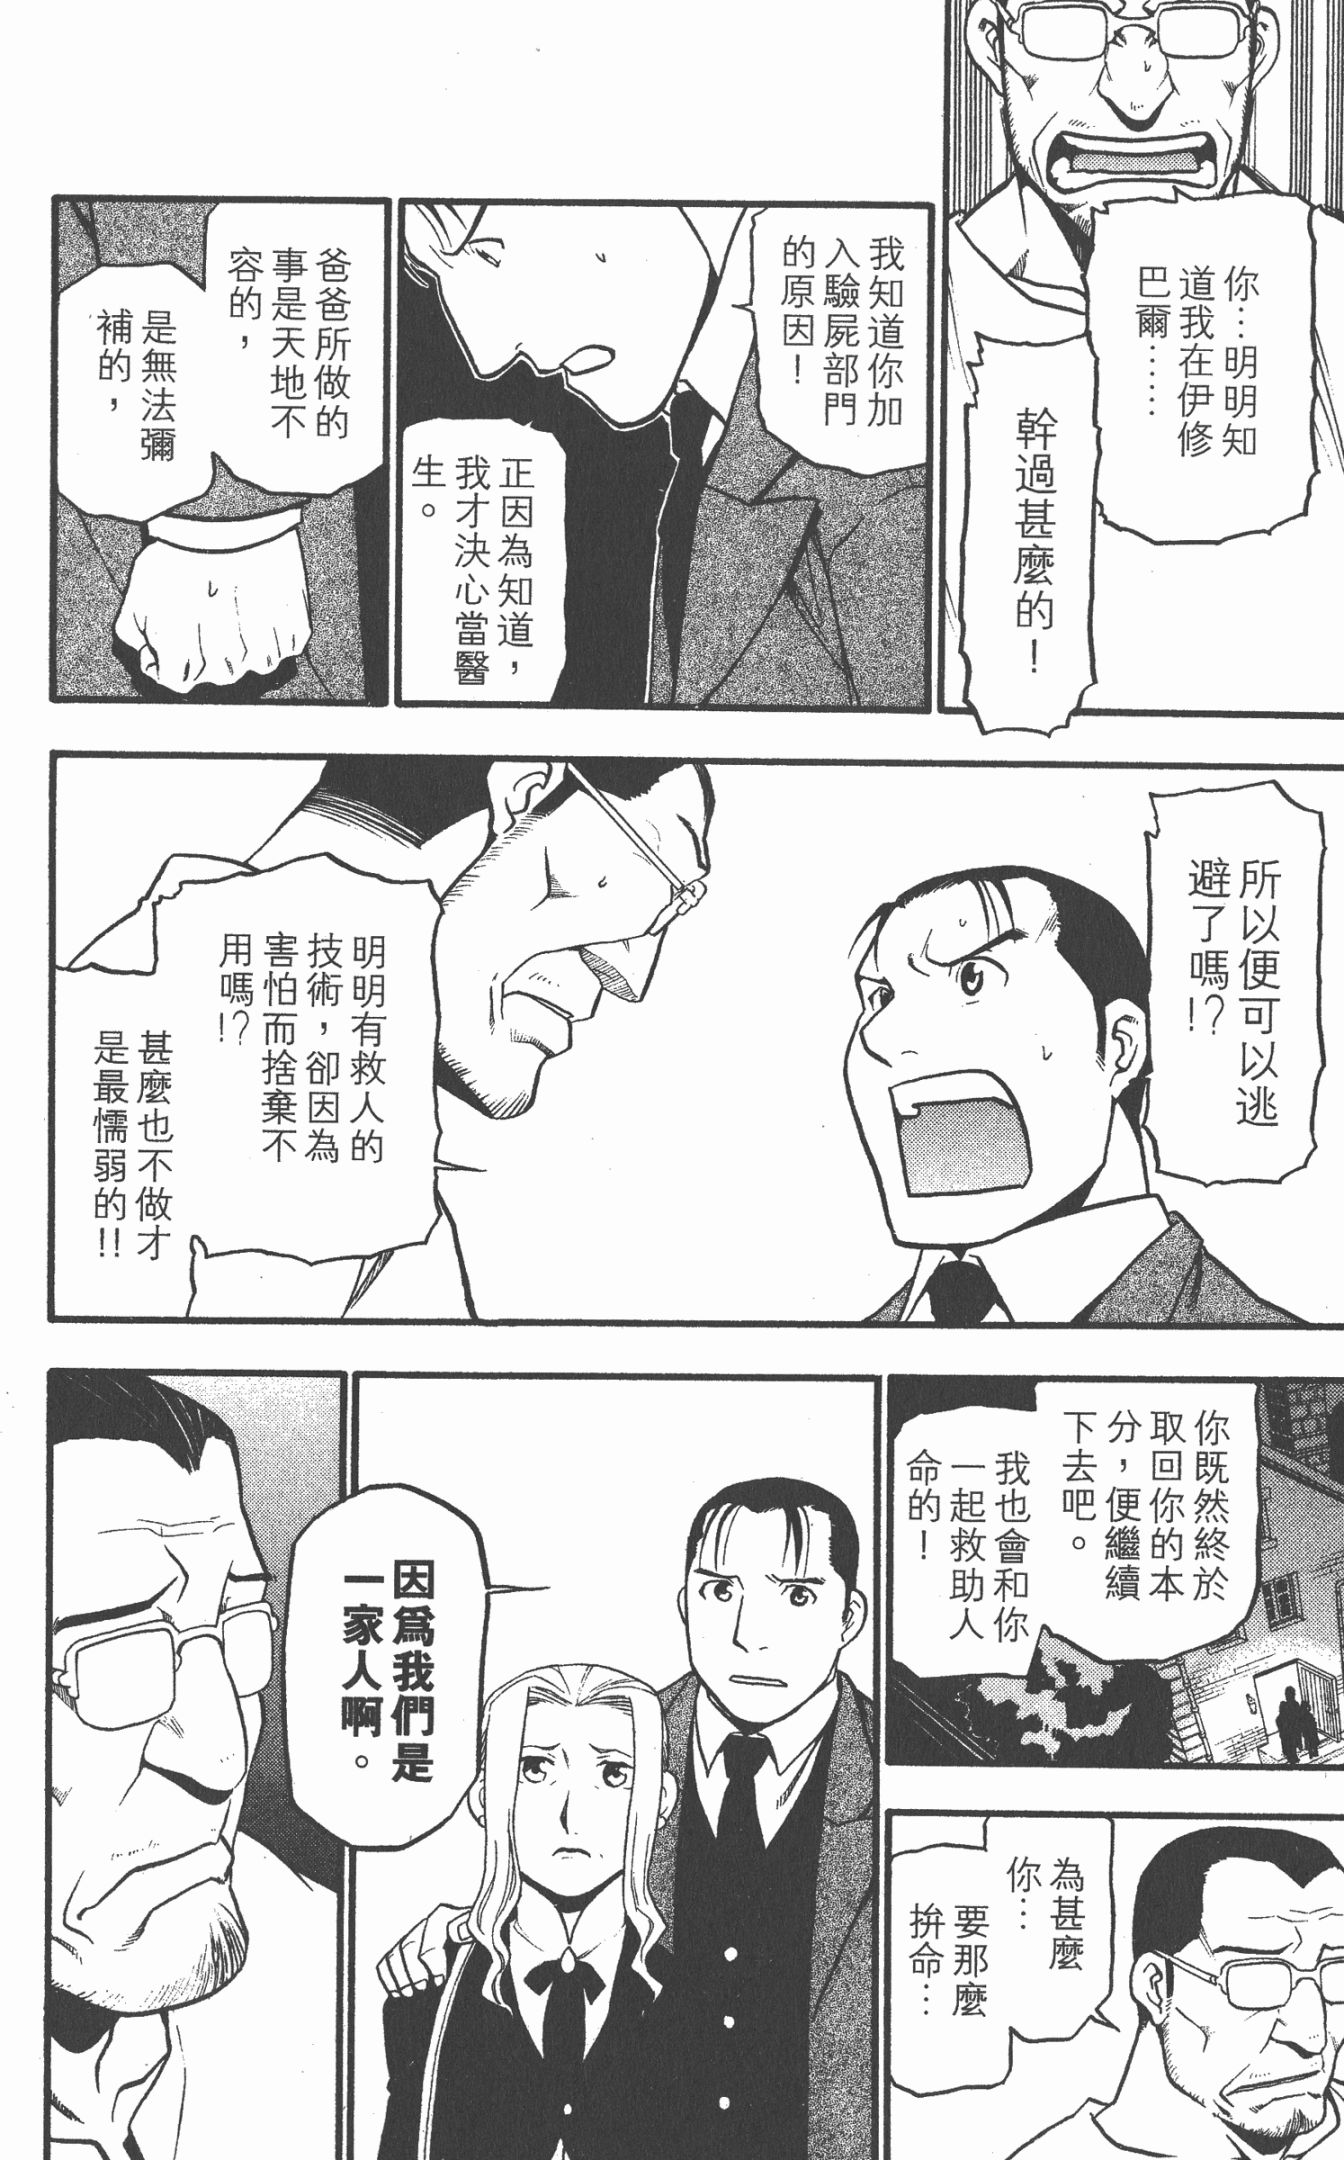 你…明明知
道我在伊修
巴爾……
幹過甚麼的！
我知道你加
入驗屍部門
的原因！
正因為知道，
我才決心當醫
生。
爸爸所做的
事是天地不
容的，
是無法彌
補的，
所以便可以逃
避了嗎!?
明明有救人的
技術，卻因為
害怕而捨棄不
用嗎!?
甚麼也不做才
是最懦弱的!!
你既然終於
取回你的本
分，便繼續
下去吧。
我也會和你
一起救助人
命的！
為甚麼
你…
要那麼
拚命…
因爲我們是
一家人啊。